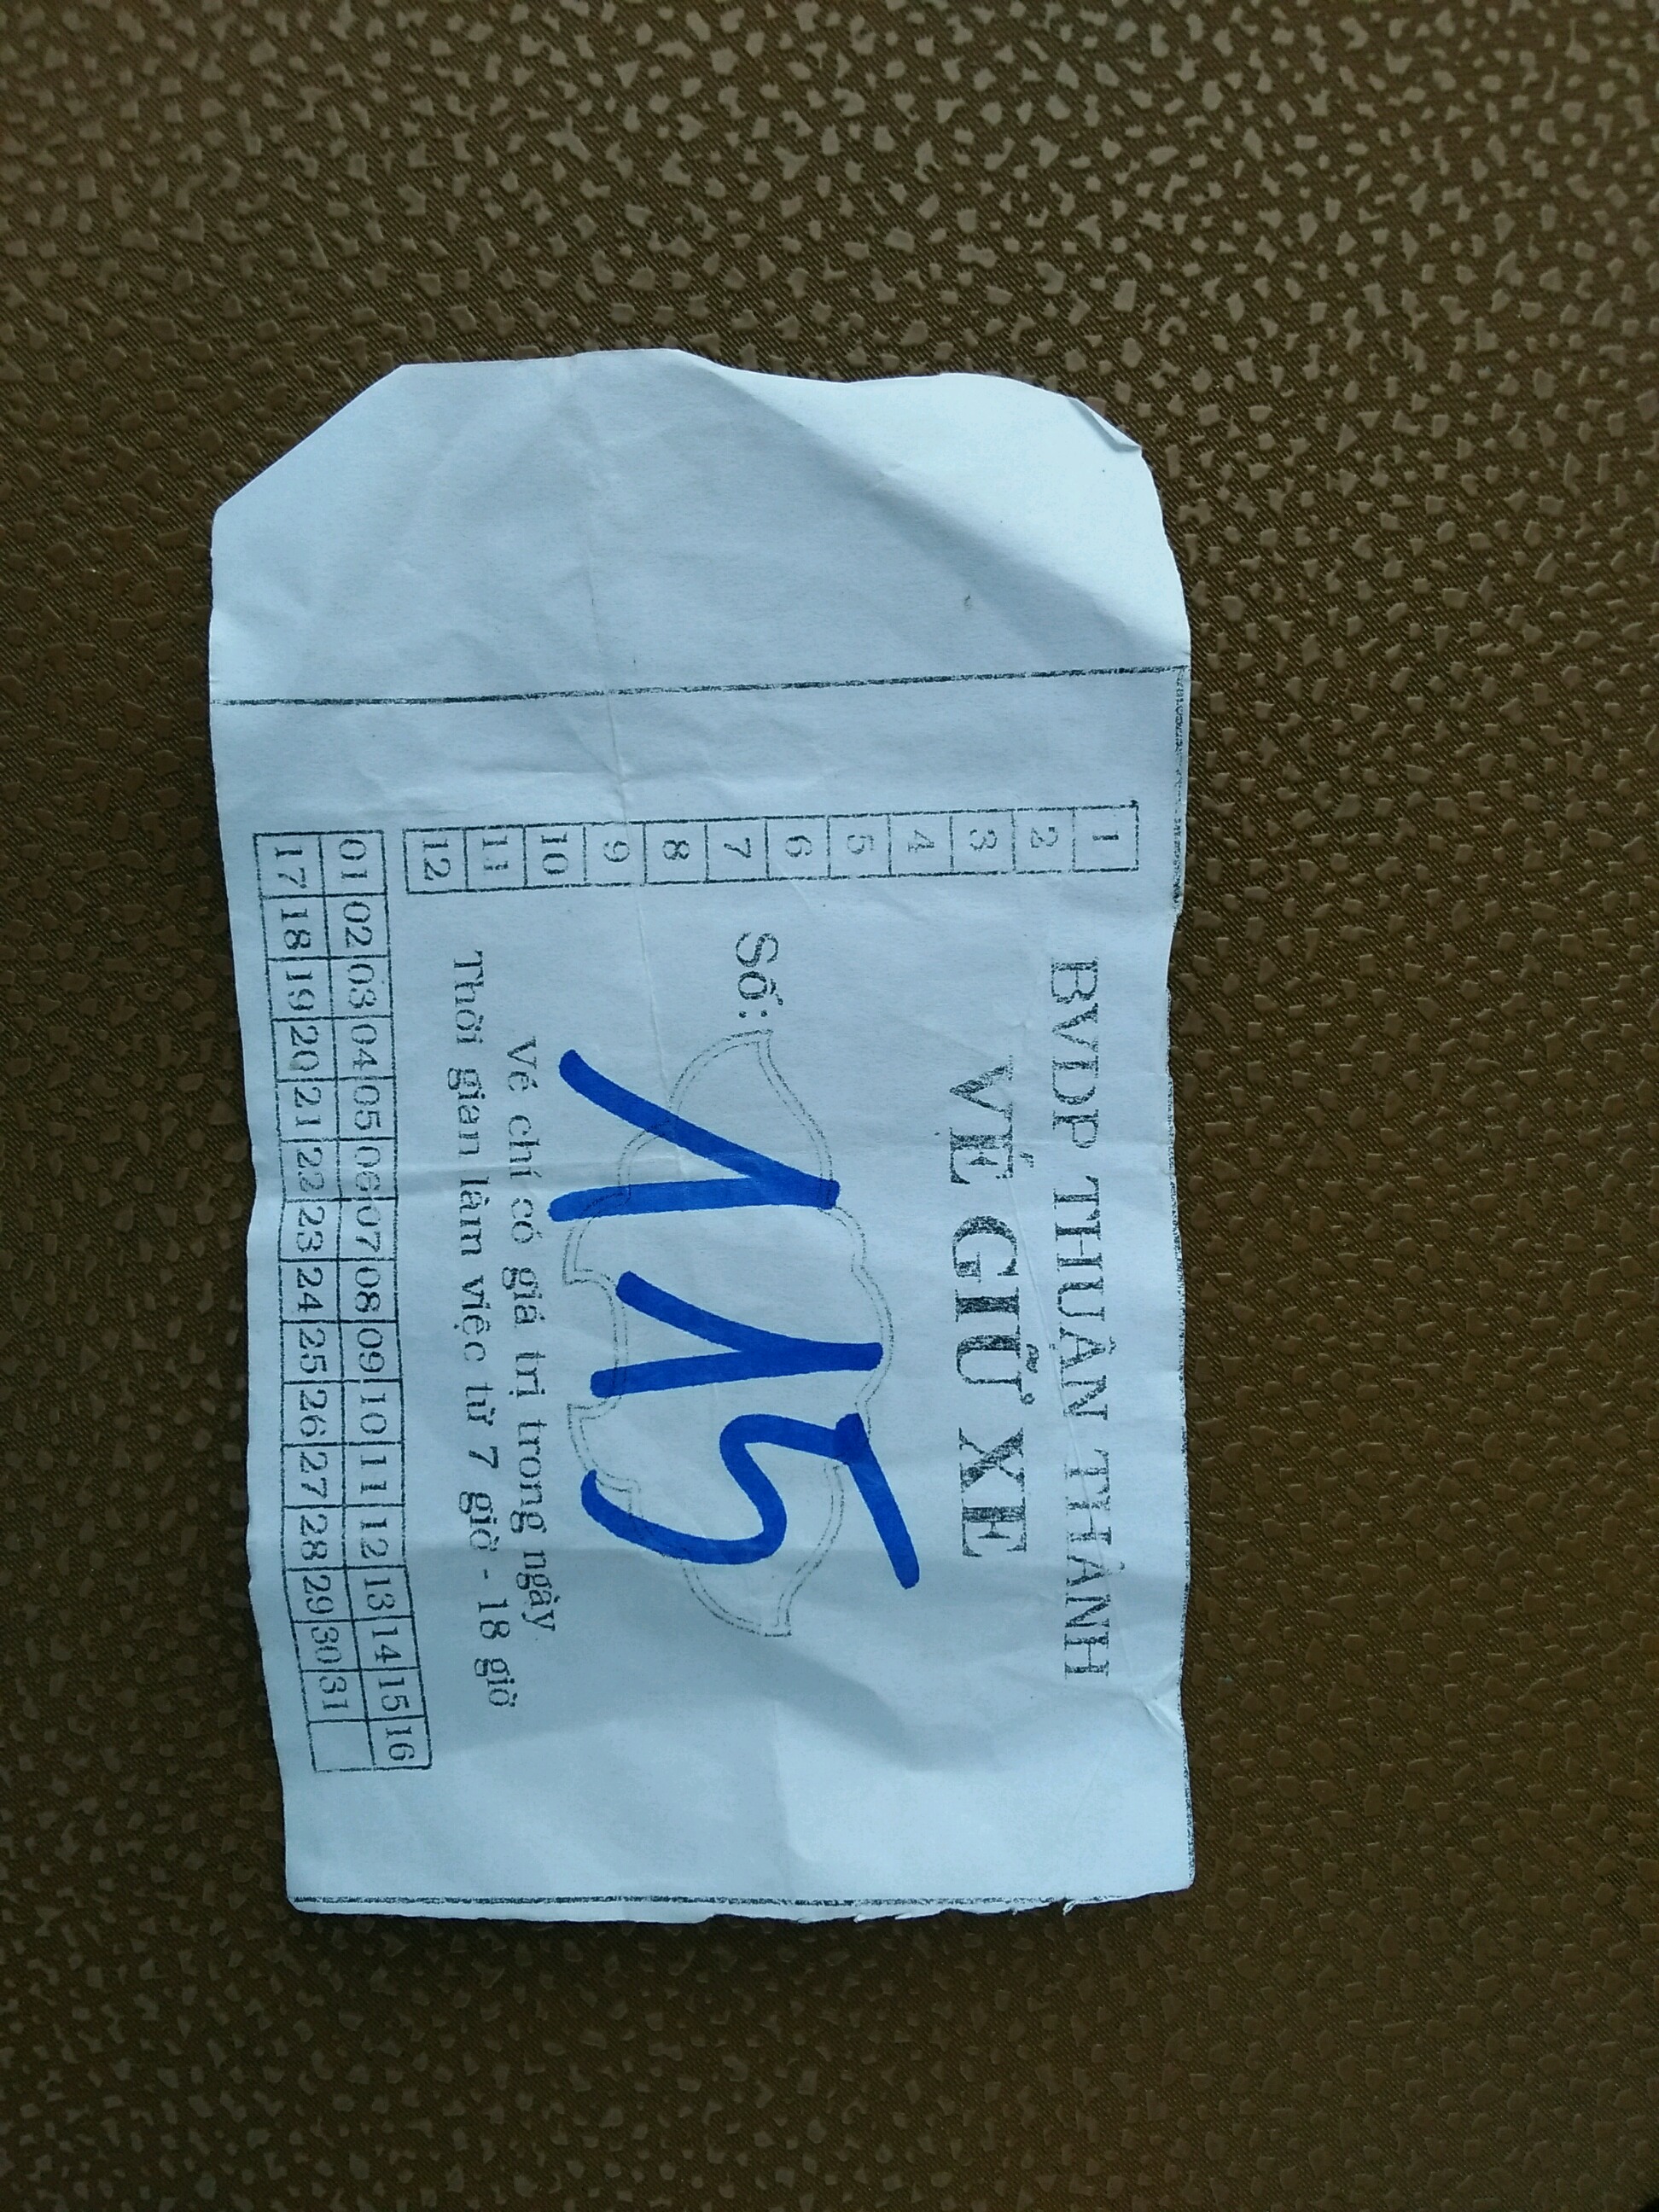 BVDP THUẬN THÀNH
VÉ GIỮ XE
Số: 115
Vé chỉ có giá trị trong ngày
Thời gian làm việc từ 7 giờ - 18 giờ
1
2
3
4
5
6
7
8
9
10
11
12
01 02 03 04 05 06 07 08 09 10 11 12 13 14 15 16
17 18 19 20 21 22 23 24 25 26 27 28 29 30 31